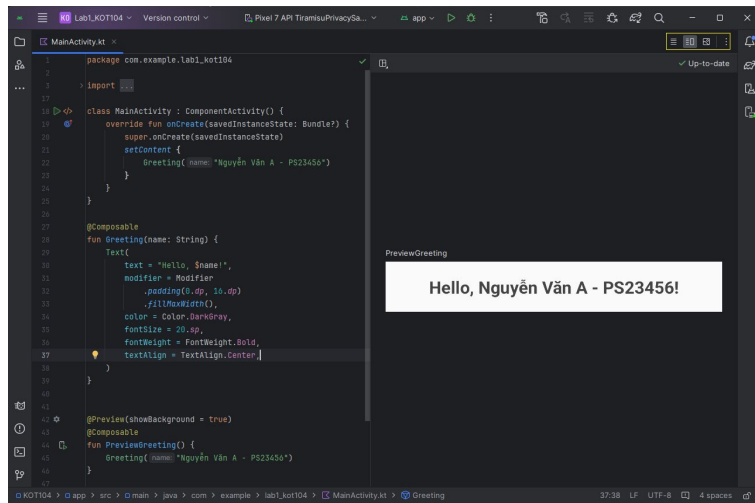 KO Lab1_KOT104 Version control Pixel 7 API TiramisuPrivacySa... app
MainActivity.kt
Up-to-date
1 package com.example.lab1_kot104
2
3 import ...
17
18 class MainActivity : ComponentActivity() {
19 override fun onCreate(savedInstanceState: Bundle?) {
20 super.onCreate(savedInstanceState)
21 setContent {
22 Greeting( name: "Nguyễn Văn A - PS23456")
23 }
24 }
25 }
26
27 @Composable
28 fun Greeting(name: String) {
29 Text(
30 text = "Hello, $name!",
31 modifier = Modifier
32 .padding(0.dp, 16.dp)
33 .fillMaxWidth(),
34 color = Color.DarkGray,
35 fontSize = 20.sp,
36 fontWeight = FontWeight.Bold,
37 textAlign = TextAlign.Center,
38 )
39 }
40
41
42 @Preview(showBackground = true)
43 @Composable
44 fun PreviewGreeting() {
45 Greeting( name: "Nguyễn Văn A - PS23456")
46 }
47
PreviewGreeting
Hello, Nguyễn Văn A - PS23456!
KOT104 > app > src > main > java > com > example > lab1_kot104 > MainActivity.kt > Greeting 37:38 LF UTF-8 4 spaces